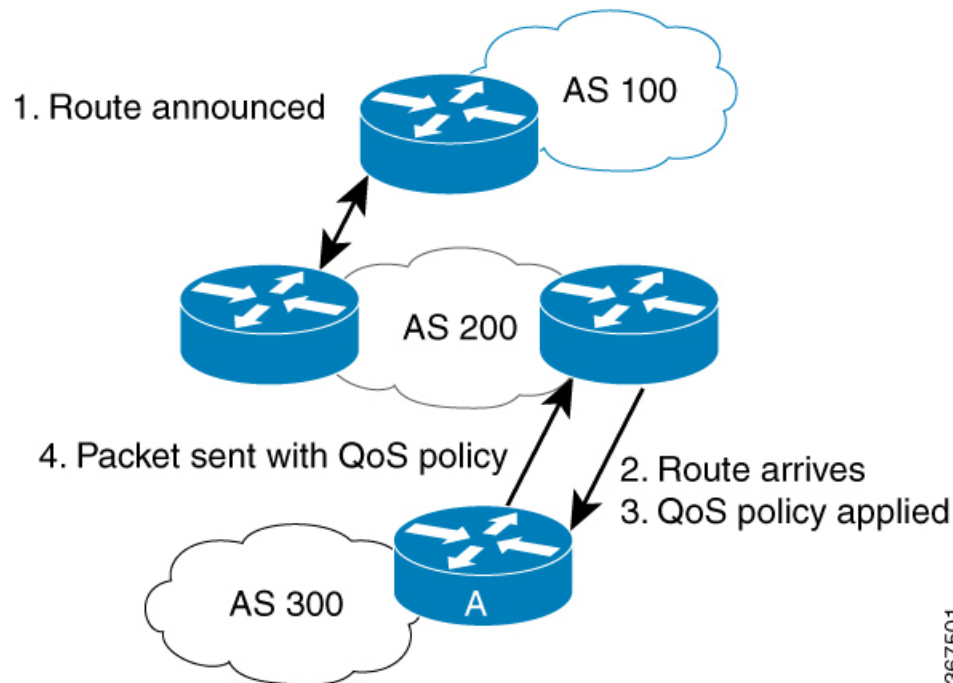 AS 100
1. Route announced
AS 200
4. Packet sent with QoS policy
2. Route arrives
3. QoS policy applied
AS 300
A
367501